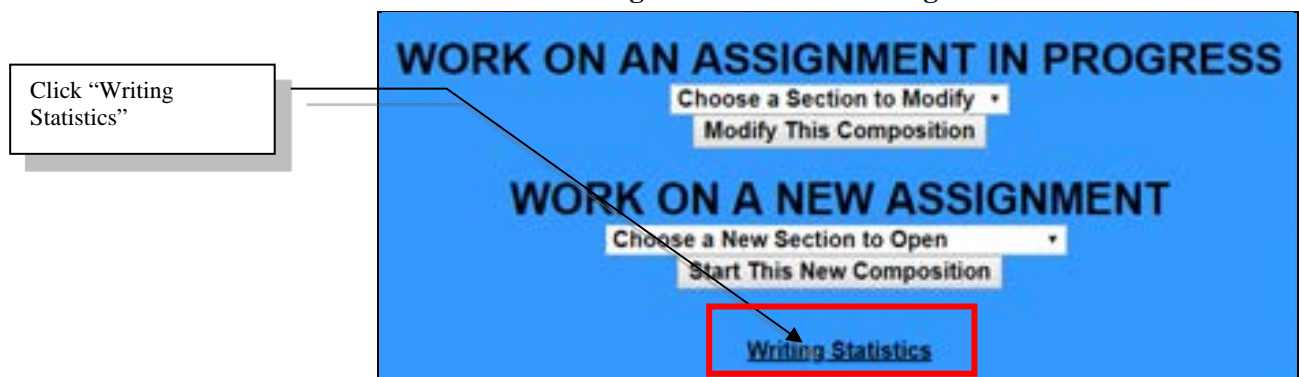 Click “Writing
Statistics”
WORK ON AN ASSIGNMENT IN PROGRESS
Choose a Section to Modify
Modify This Composition
WORK ON A NEW ASSIGNMENT
Choose a New Section to Open
Start This New Composition
Writing Statistics